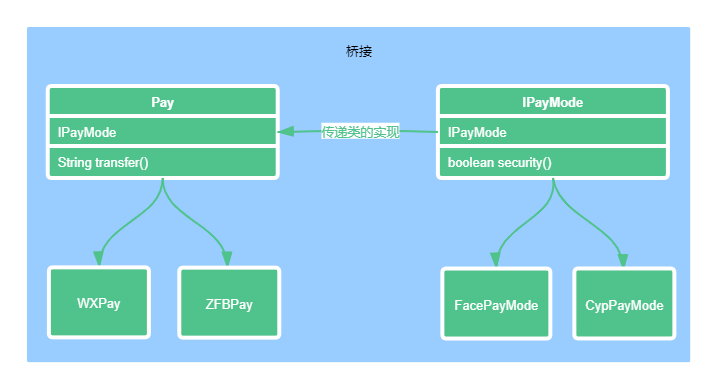 桥接
Pay
IPayMode
IPayMode
传递类的实现
IPayMode
String transfer()
boolean security()
WXPay
ZFBPay
FacePayMode
CypPayMode